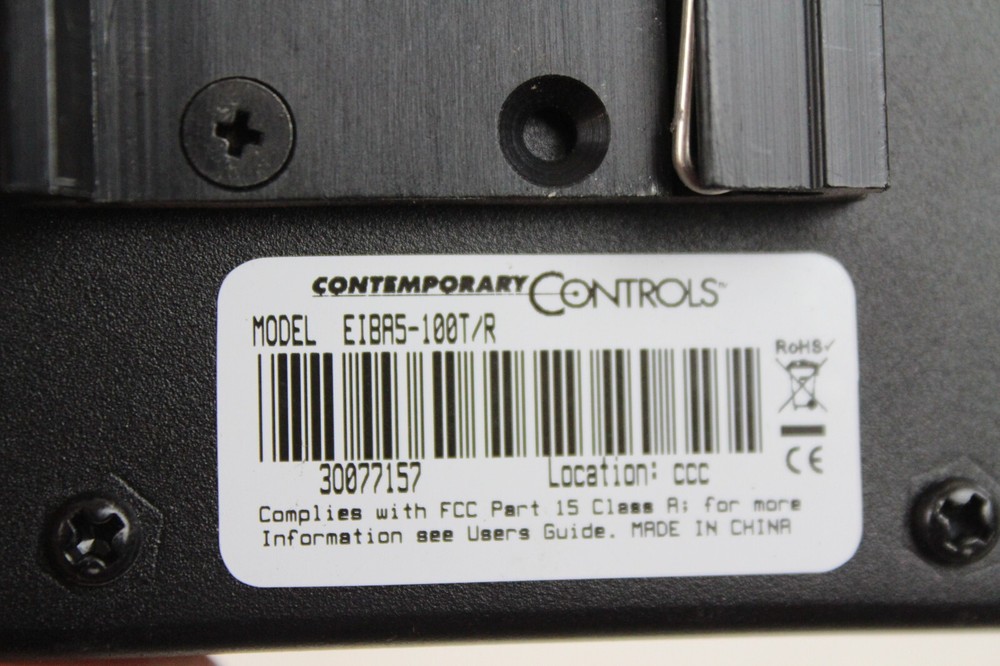 CONTEMPORARY CONTROLS™
MODEL EIBA5-100T/R
RoHS✓
CE
30077157 Location: CCC
Complies with FCC Part 15 Class A; for more
Information see Users Guide. MADE IN CHINA